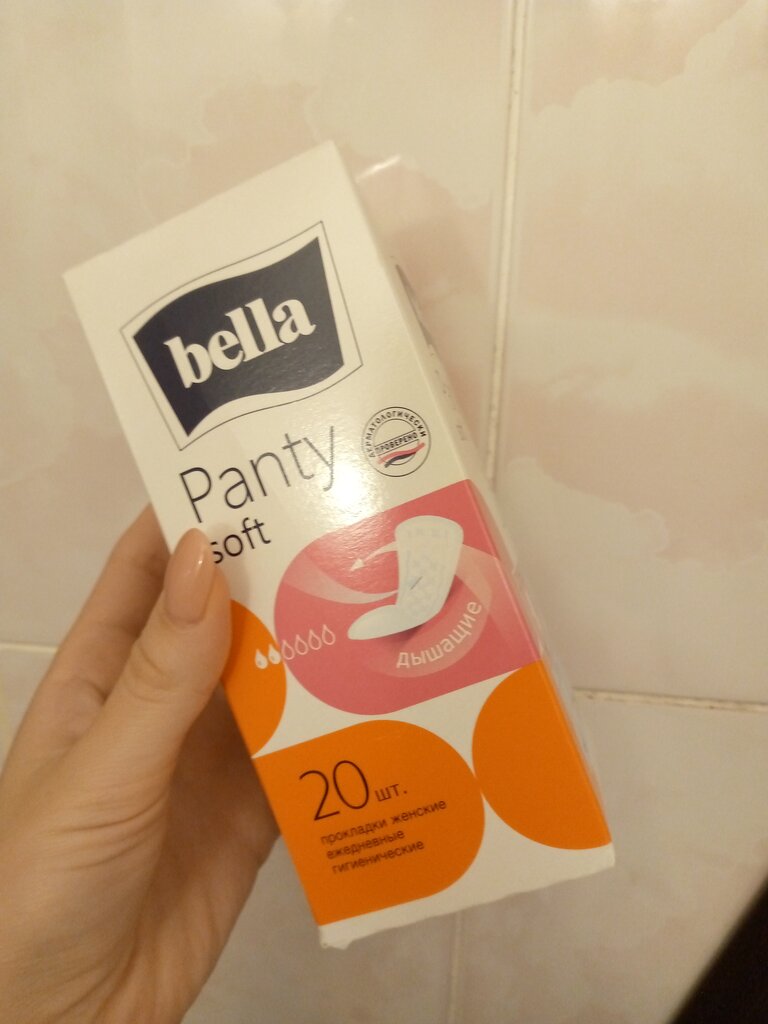 bella
Panty
soft
ДЕРМАТОЛОГИЧЕСКИ
ПРОВЕРЕНО
дышащие
20 шт.
прокладки женские
ежедневные
гигиенические